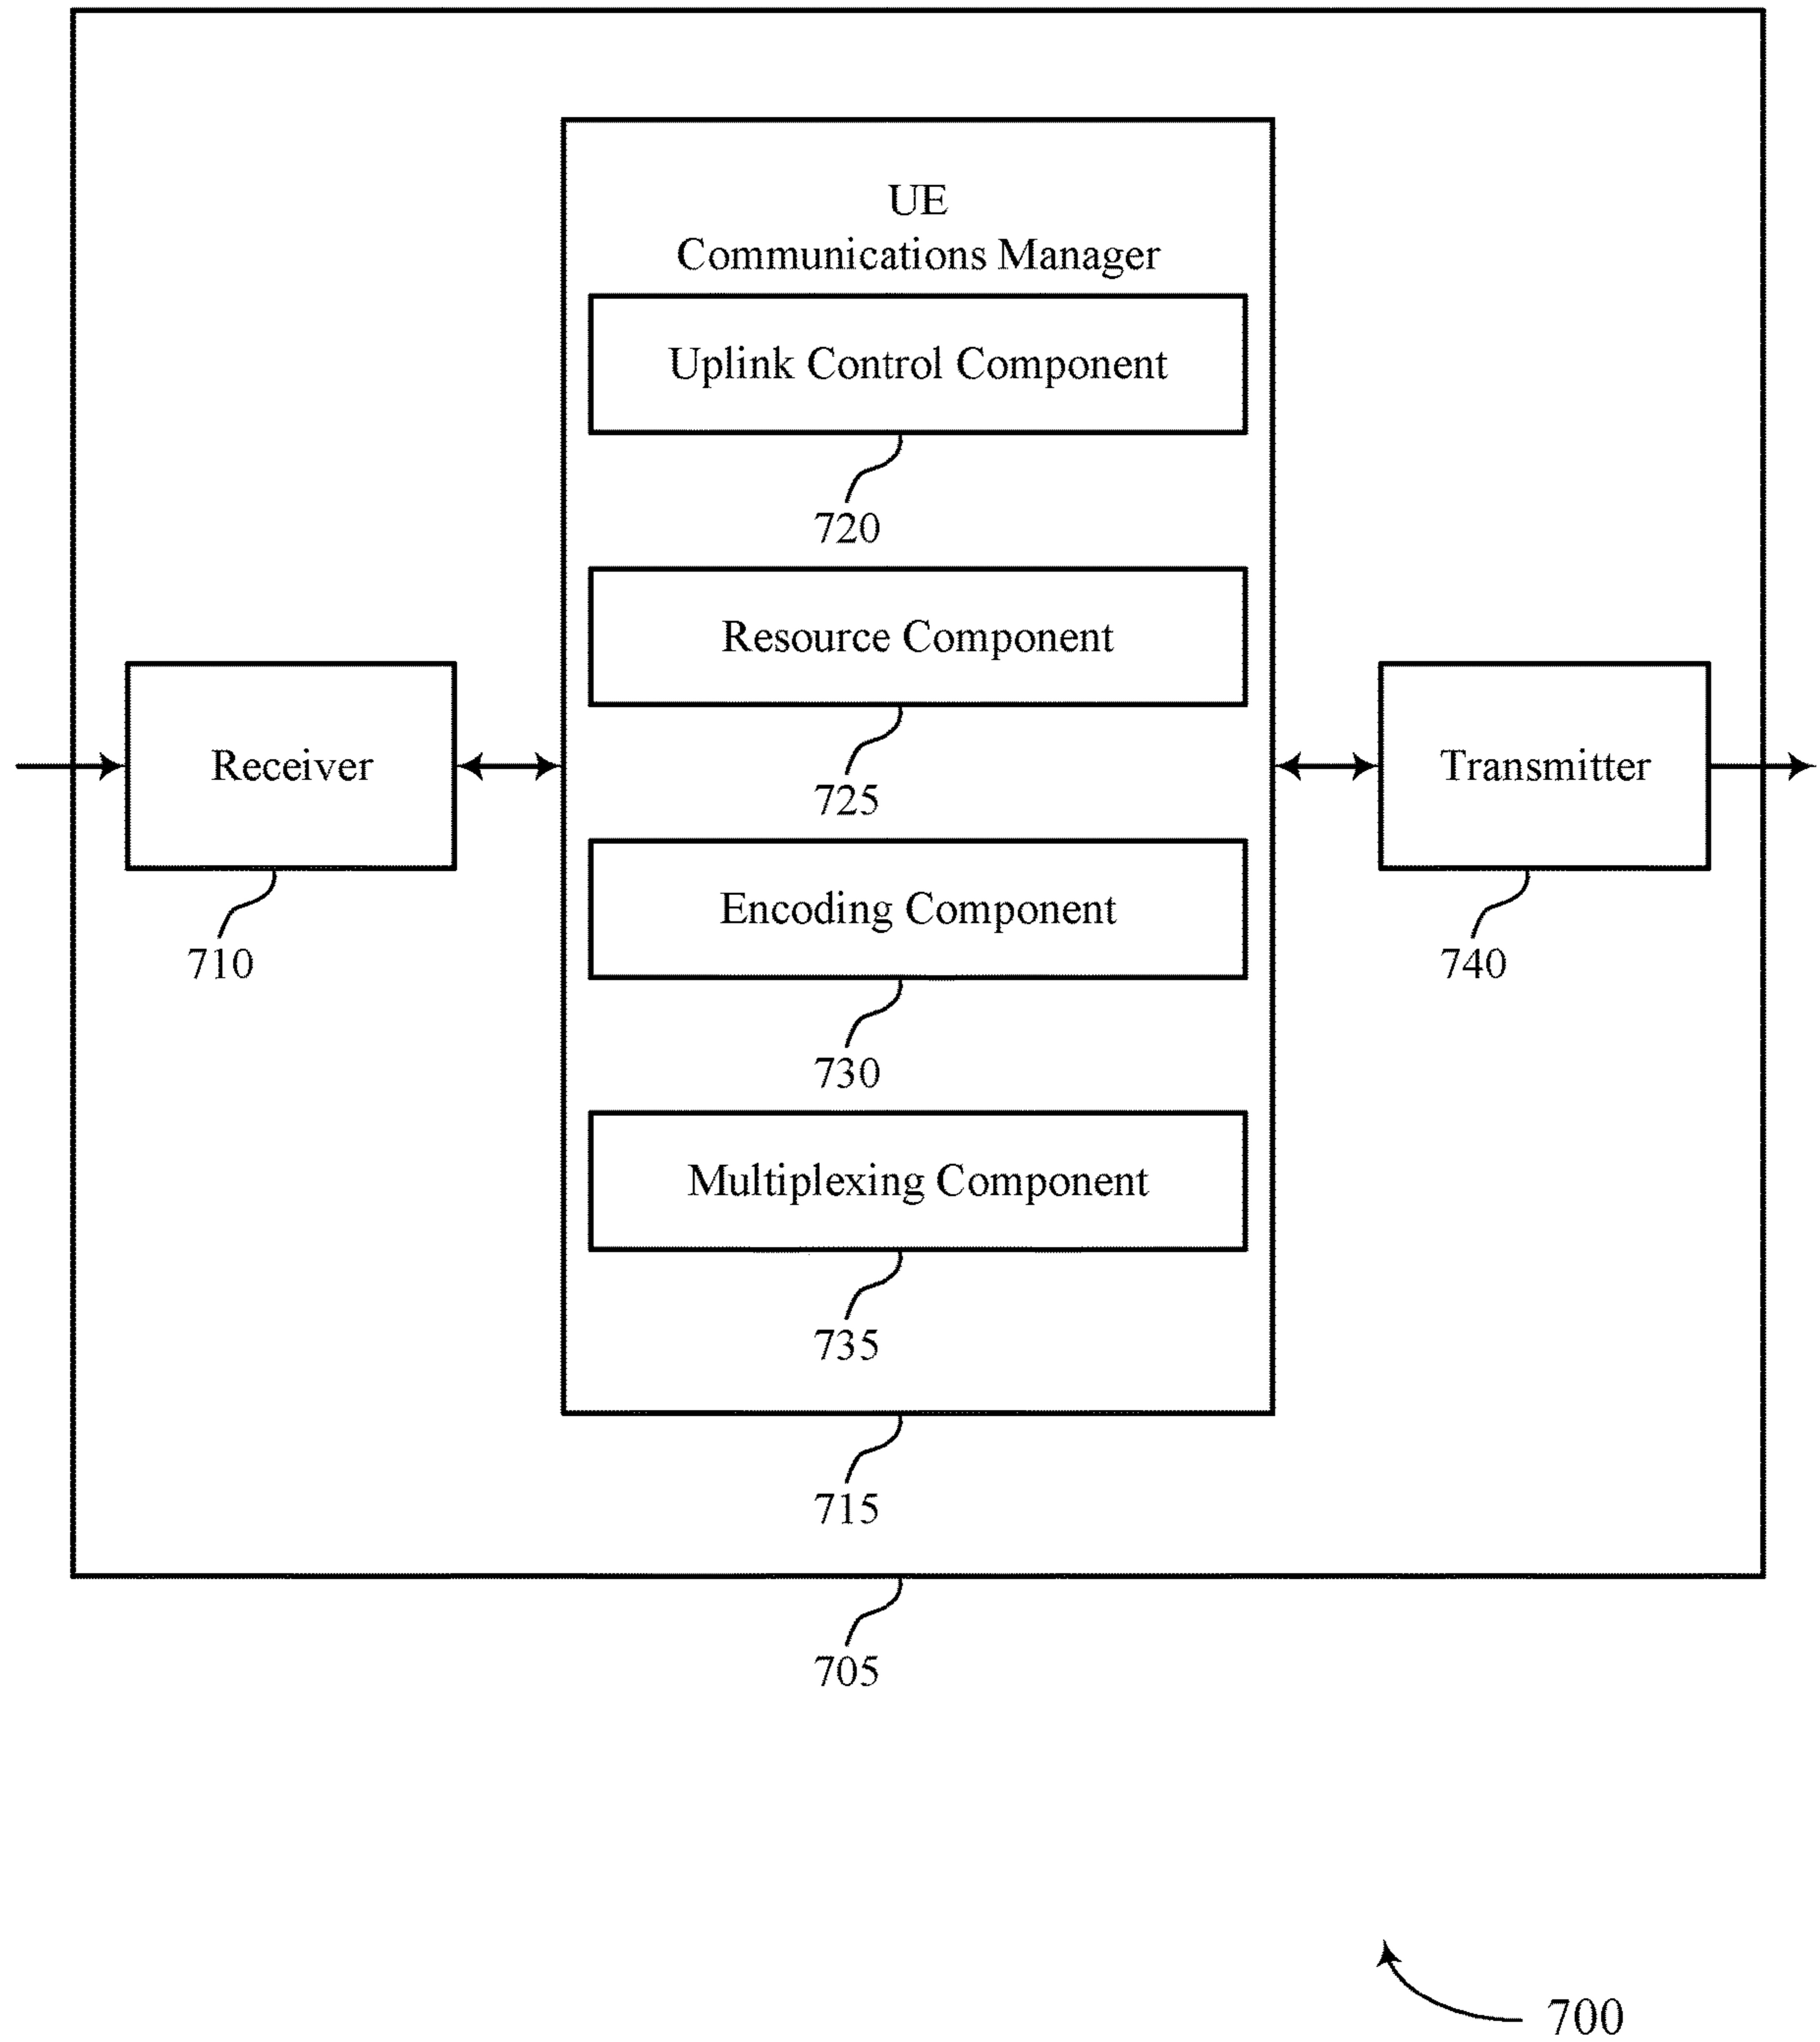 UE
Communications Manager
Uplink Control Component
720
Resource Component
725
Receiver
710
Transmitter
740
Encoding Component
730
Multiplexing Component
735
715
705
700